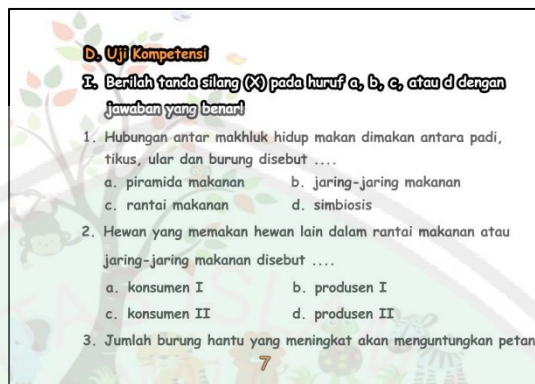 D. Uji Kompetensi
I. Berilah tanda silang (X) pada huruf a, b, c, atau d dengan
jawaban yang benar!
1. Hubungan antar makhluk hidup makan dimakan antara padi,
tikus, ular dan burung disebut ....
a. piramida makanan b. jaring-jaring makanan
c. rantai makanan d. simbiosis
2. Hewan yang memakan hewan lain dalam rantai makanan atau
jaring-jaring makanan disebut ....
a. konsumen I b. produsen I
c. konsumen II d. produsen II
3. Jumlah burung hantu yang meningkat akan menguntungkan petan
7